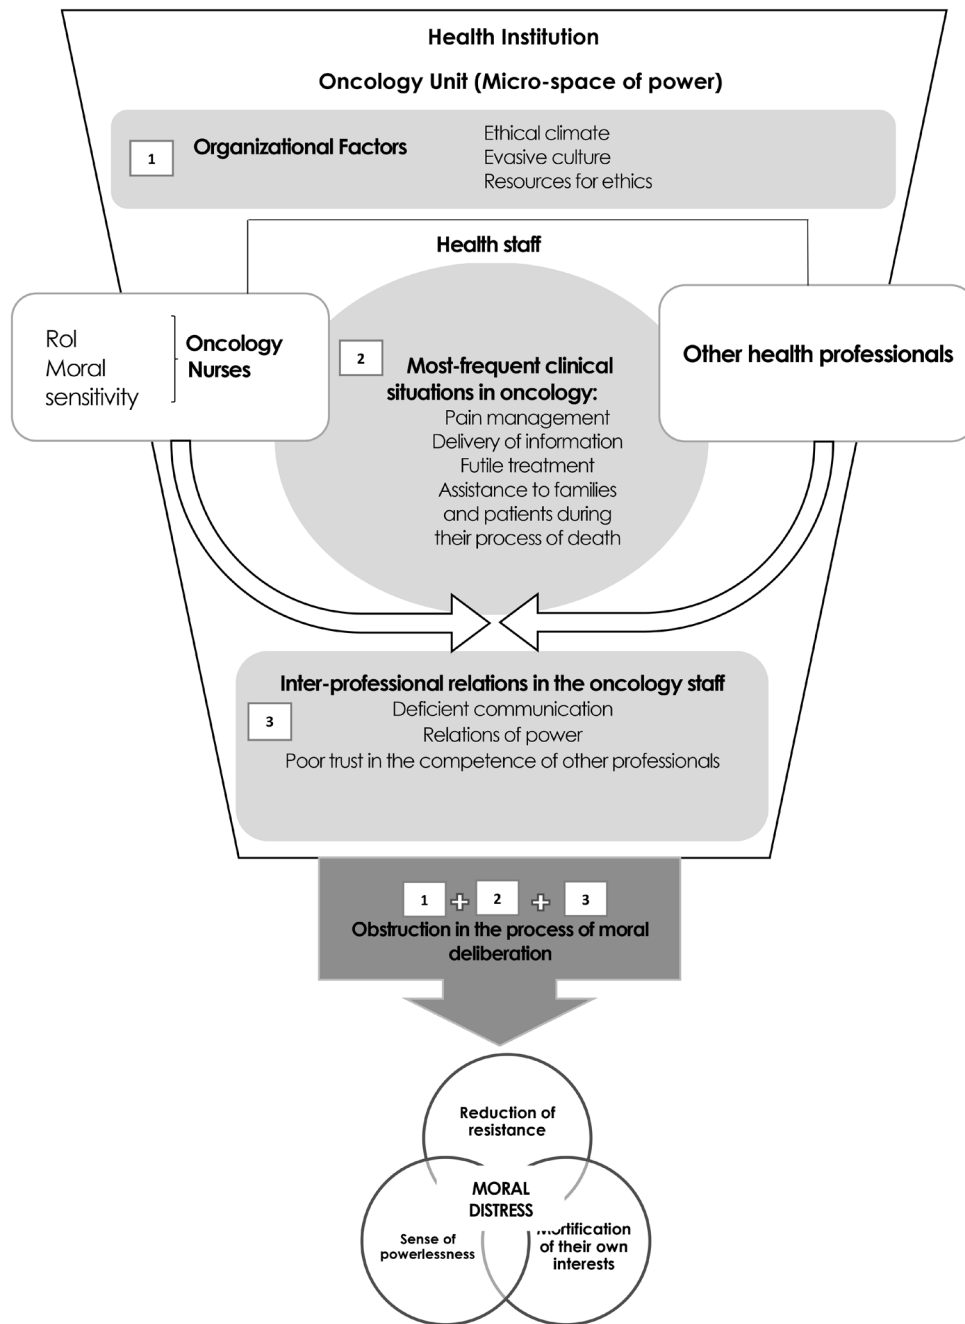 Health Institution
Oncology Unit (Micro-space of power)
1
Organizational Factors
Ethical climate
Evasive culture
Resources for ethics
Health staff
Rol
Moral
sensitivity
Oncology
Nurses
2
Most-frequent clinical
situations in oncology:
Pain management
Delivery of information
Futile treatment
Assistance to families
and patients during
their process of death
Other health professionals
Inter-professional relations in the oncology staff
3
Deficient communication
Relations of power
Poor trust in the competence of other professionals
1 + 2 + 3
Obstruction in the process of moral
deliberation
Reduction of
resistance
MORAL
DISTRESS
Sense of
powerlessness
Mortification
of their own
interests